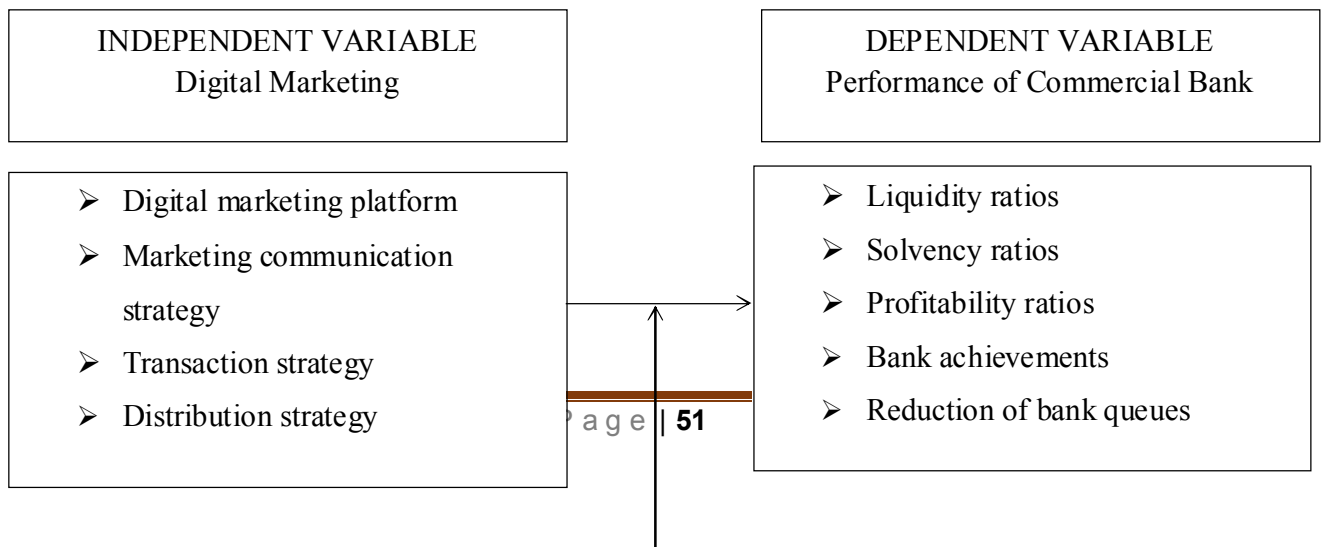 INDEPENDENT VARIABLE
Digital Marketing
➢ Digital marketing platform
➢ Marketing communication
strategy
➢ Transaction strategy
➢ Distribution strategy
DEPENDENT VARIABLE
Performance of Commercial Bank
➢ Liquidity ratios
➢ Solvency ratios
➢ Profitability ratios
➢ Bank achievements
➢ Reduction of bank queues
Page | 51